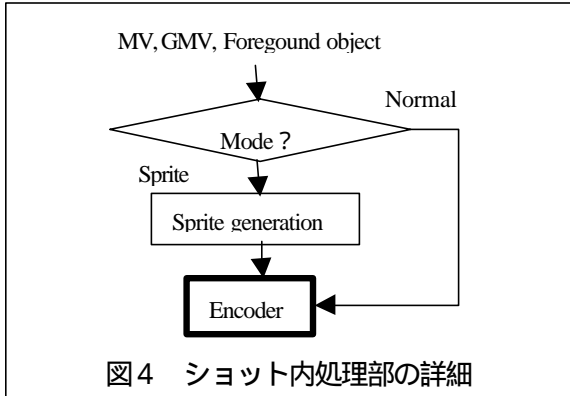 MV, GMV, Foregound object
Normal
Mode？
Sprite
Sprite generation
Encoder
図４　ショット内処理部の詳細